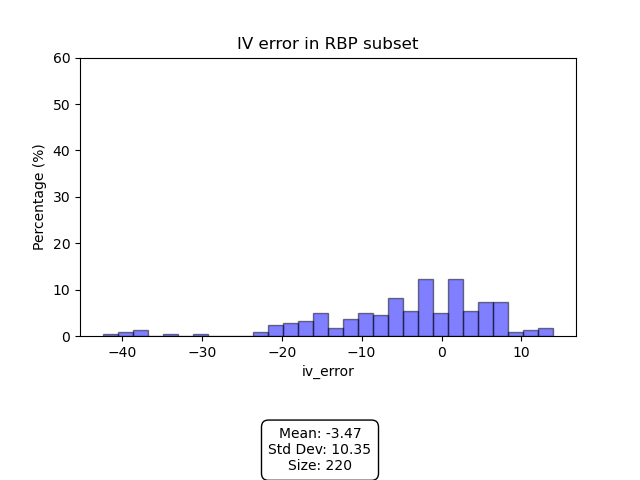 IV error in RBP subset
60
50
40
30
20
10
0
Percentage (%)
−40 −30 −20 −10 0 10
iv_error
Mean: -3.47
Std Dev: 10.35
Size: 220